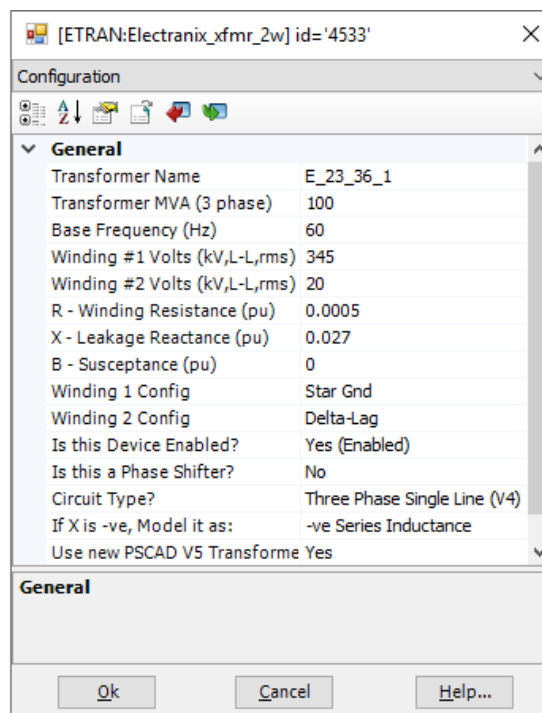 [ETRAN:Electranix_xfmr_2w] id='4533'
Configuration
General
Transformer Name E_23_36_1
Transformer MVA (3 phase) 100
Base Frequency (Hz) 60
Winding #1 Volts (kV,L-L,rms) 345
Winding #2 Volts (kV,L-L,rms) 20
R - Winding Resistance (pu) 0.0005
X - Leakage Reactance (pu) 0.027
B - Susceptance (pu) 0
Winding 1 Config Star Gnd
Winding 2 Config Delta-Lag
Is this Device Enabled? Yes (Enabled)
Is this a Phase Shifter? No
Circuit Type? Three Phase Single Line (V4)
If X is -ve, Model it as: -ve Series Inductance
Use new PSCAD V5 Transforme Yes
General
Ok Cancel Help...